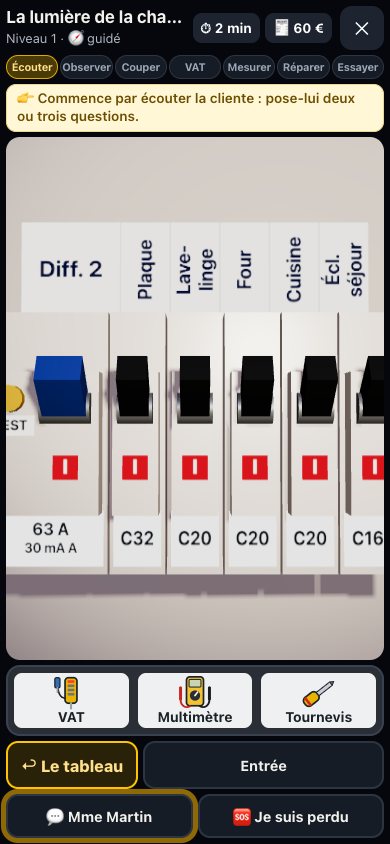 La lumière de la cha...
Niveau 1 · 🧭 guidé
⏱ 2 min
🧾 60 €
✕
Écouter
Observer
Couper
VAT
Mesurer
Réparer
Essayer
👉 Commence par écouter la cliente : pose-lui deux
ou trois questions.
Diff. 2
Plaque
Lave-
linge
Four
Cuisine
Écl.
séjour
EST
63 A
30 mA A
C32
C20
C20
C20
C16
VAT
Multimètre
Tournevis
↩ Le tableau
Entrée
💬 Mme Martin
🆘 Je suis perdu